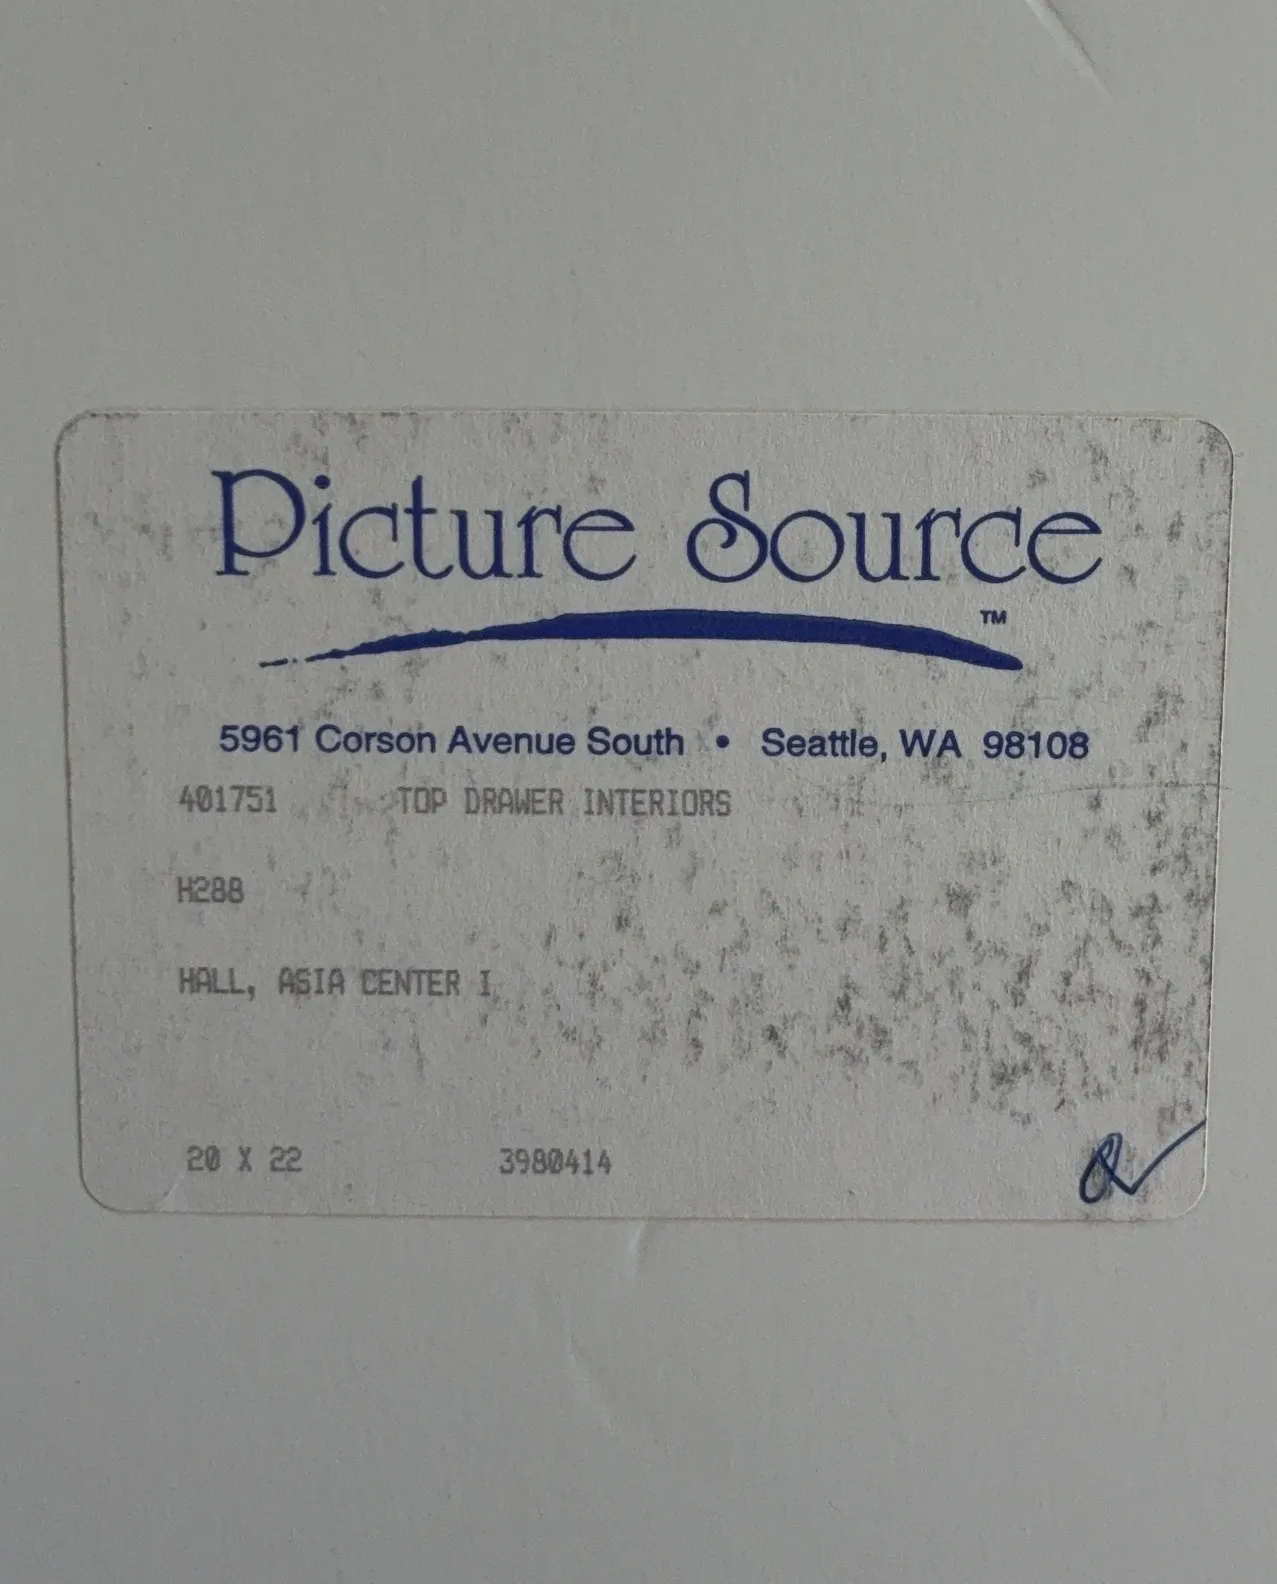 Picture Source
TM
5961 Corson Avenue South • Seattle, WA 98108
401751 TOP DRAWER INTERIORS
H288
HALL, ASIA CENTER I
20 X 22 3980414